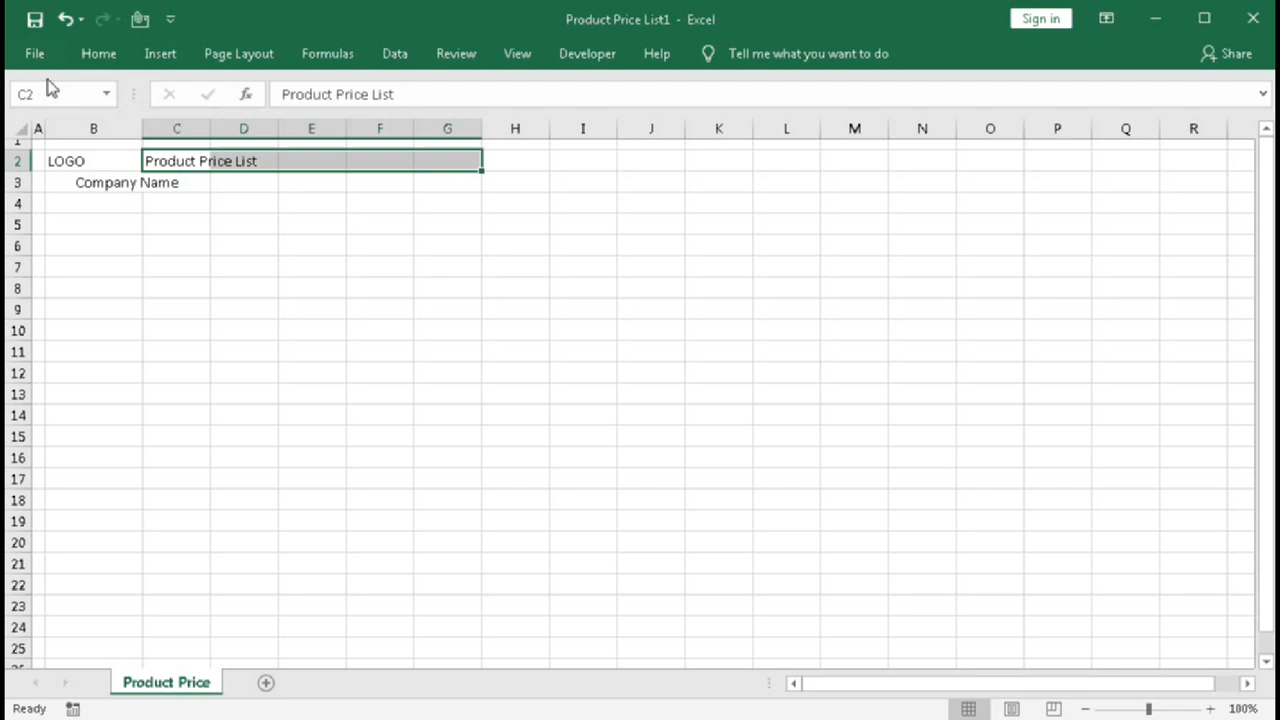 Product Price List1 - Excel
Sign in
File Home Insert Page Layout Formulas Data Review View Developer Help Tell me what you want to do Share
C2 fx Product Price List
A B C D E F G H I J K L M N O P Q R
1
2 LOGO Product Price List
3 Company Name
4
5
6
7
8
9
10
11
12
13
14
15
16
17
18
19
20
21
22
23
24
25
Product Price
Ready 100%